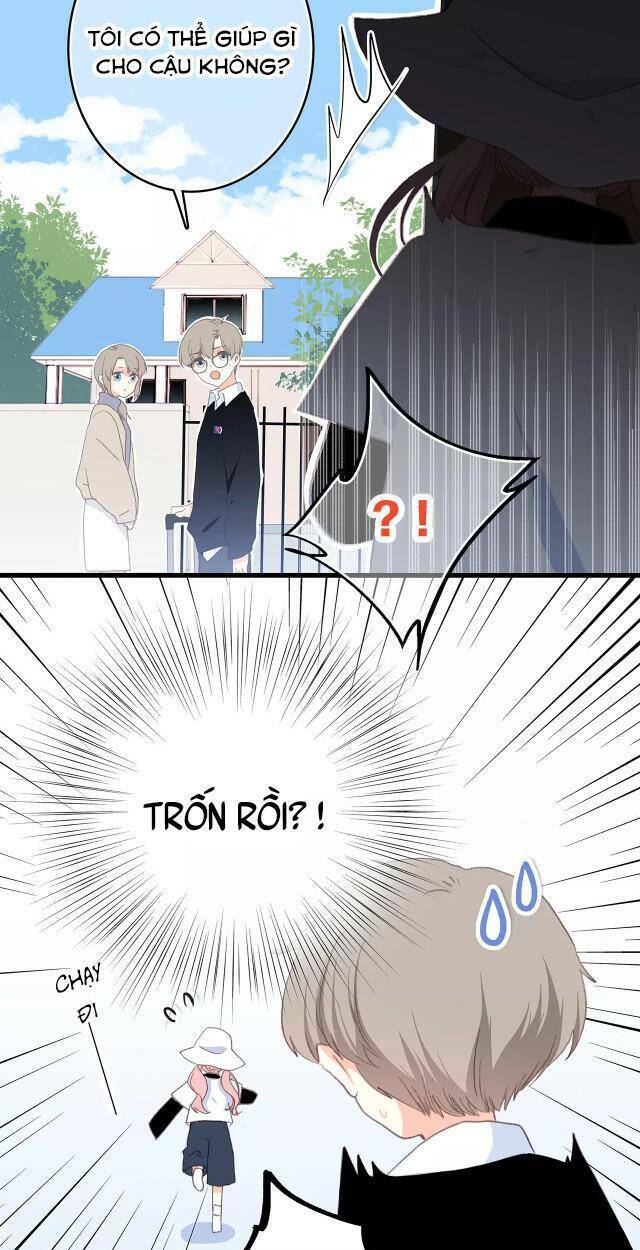 TÔI CÓ THỂ GIÚP GÌ
CHO CẬU KHÔNG?
?!
TRỐN RỒI?!
CHẠY
ĐI